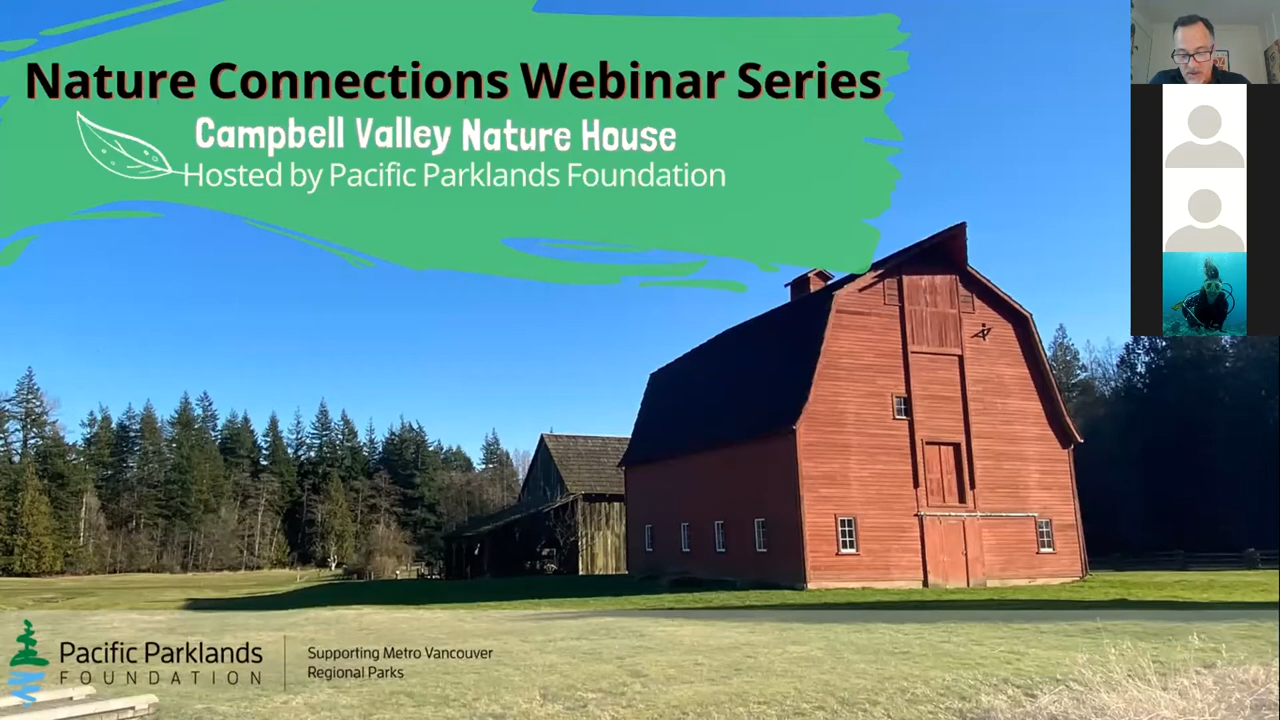 Nature Connections Webinar Series
Campbell Valley Nature House
Hosted by Pacific Parklands Foundation
Pacific Parklands
FOUNDATION
Supporting Metro Vancouver
Regional Parks